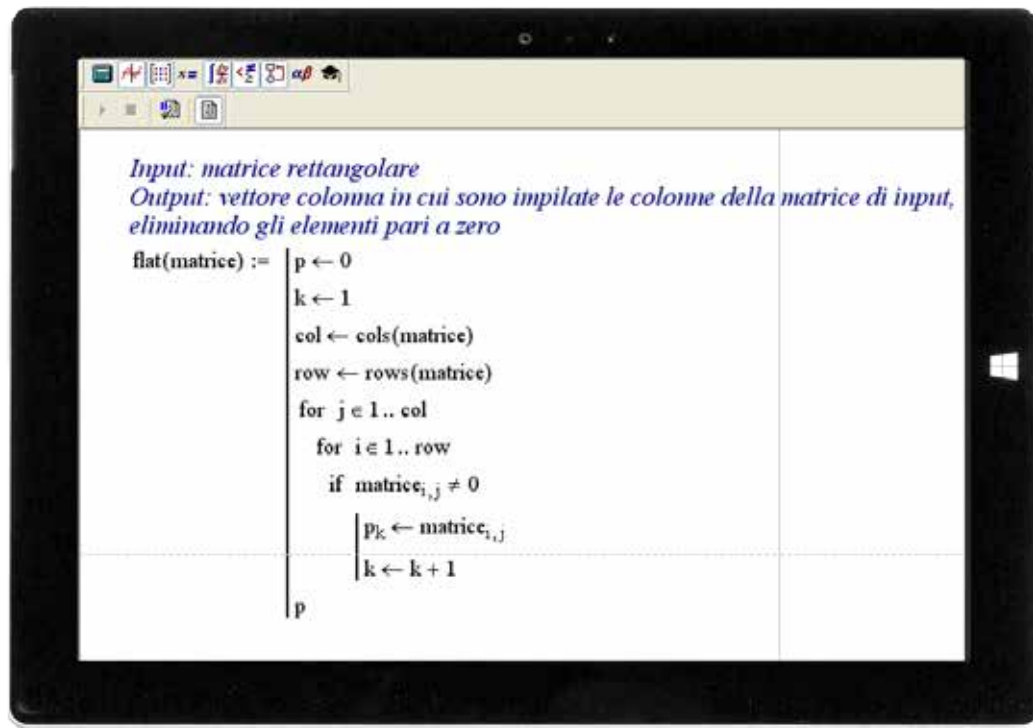 Input: matrice rettangolare
Output: vettore colonna in cui sono impilate le colonne della matrice di input,
eliminando gli elementi pari a zero
flat(matrice) := p ← 0
k ← 1
col ← cols(matrice)
row ← rows(matrice)
for j ∈ 1.. col
for i ∈ 1.. row
if matrice_{i,j} ≠ 0
p_k ← matrice_{i,j}
k ← k + 1
p